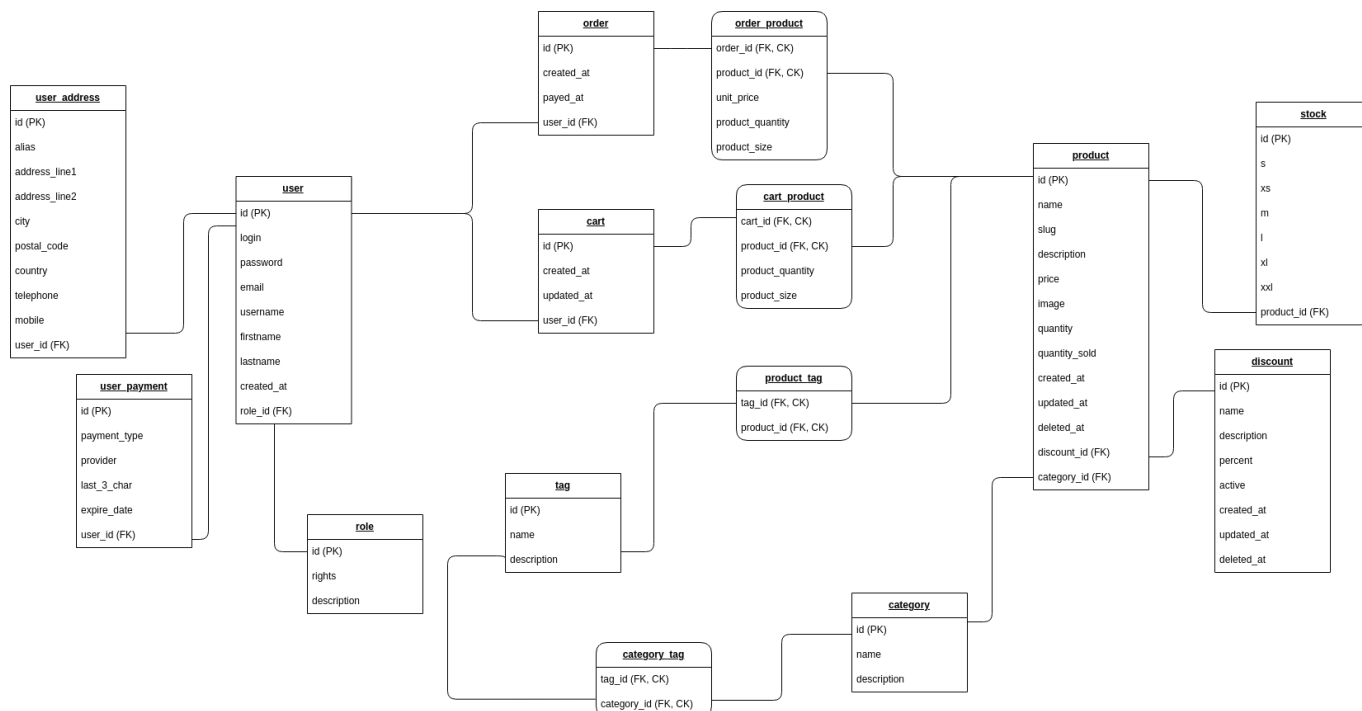 order
id (PK)
created_at
payed_at
user_id (FK)
order_product
order_id (FK, CK)
product_id (FK, CK)
unit_price
product_quantity
product_size
user_address
id (PK)
alias
address_line1
address_line2
city
postal_code
country
telephone
mobile
user_id (FK)
stock
id (PK)
s
xs
m
l
xl
xxl
product_id (FK)
product
id (PK)
name
slug
description
price
image
quantity
quantity_sold
created_at
updated_at
deleted_at
discount_id (FK)
category_id (FK)
user
id (PK)
login
password
email
username
firstname
lastname
created_at
role_id (FK)
cart_product
cart_id (FK, CK)
product_id (FK, CK)
product_quantity
product_size
cart
id (PK)
created_at
updated_at
user_id (FK)
discount
id (PK)
name
description
percent
active
created_at
updated_at
deleted_at
product_tag
tag_id (FK, CK)
product_id (FK, CK)
user_payment
id (PK)
payment_type
provider
last_3_char
expire_date
user_id (FK)
tag
id (PK)
name
description
role
id (PK)
rights
description
category
id (PK)
name
description
category_tag
tag_id (FK, CK)
category_id (FK, CK)